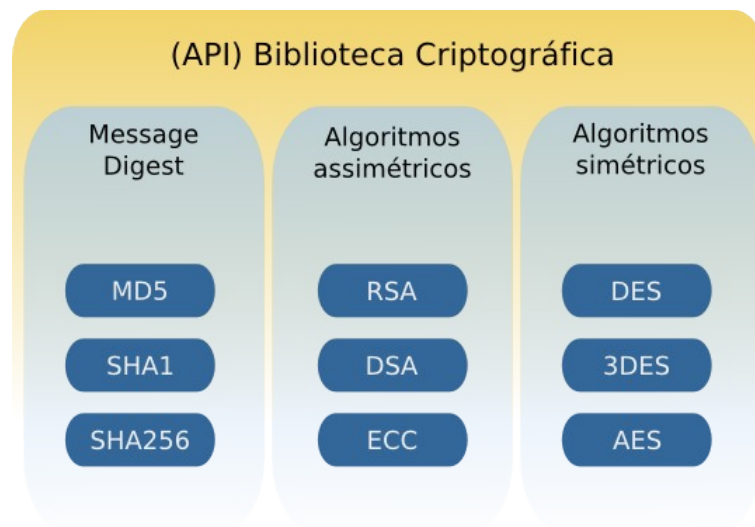 (API) Biblioteca Criptográfica
Message
Digest
MD5
SHA1
SHA256
Algoritmos
assimétricos
RSA
DSA
ECC
Algoritmos
simétricos
DES
3DES
AES